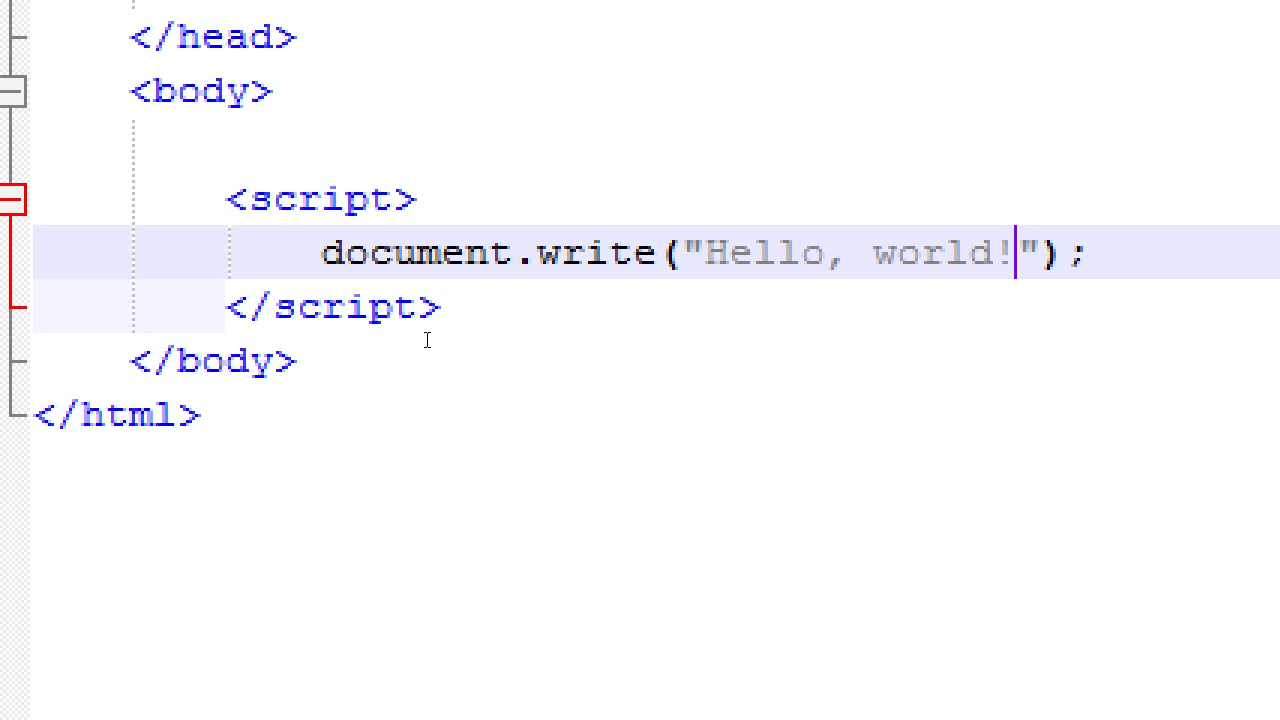 </head>
<body>
<script>
document.write("Hello, world!");
</script>
</body>
</html>